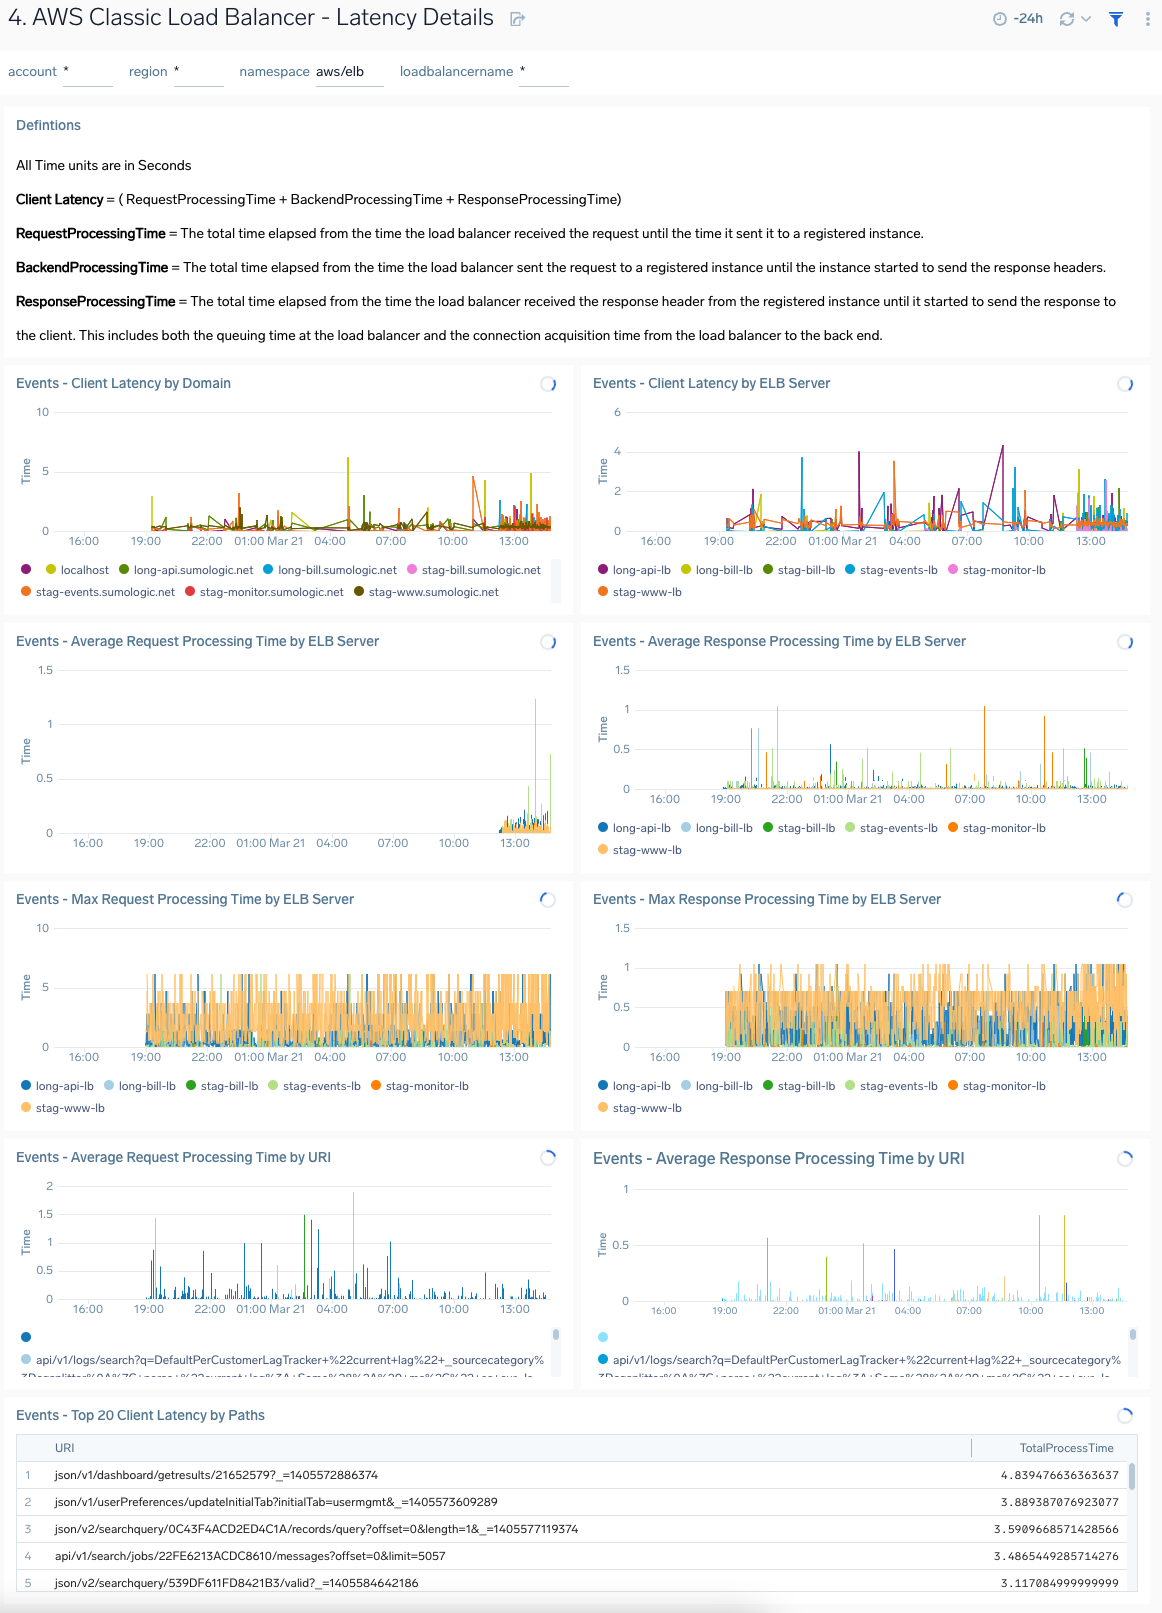 4. AWS Classic Load Balancer - Latency Details
-24h
account * region * namespace aws/elb loadbalancername *
Defintions
All Time units are in Seconds
Client Latency = ( RequestProcessingTime + BackendProcessingTime + ResponseProcessingTime)
RequestProcessingTime = The total time elapsed from the time the load balancer received the request until the time it sent it to a registered instance.
BackendProcessingTime = The total time elapsed from the time the load balancer sent the request to a registered instance until the instance started to send the response headers.
ResponseProcessingTime = The total time elapsed from the time the load balancer received the response header from the registered instance until it started to send the response to
the client. This includes both the queuing time at the load balancer and the connection acquisition time from the load balancer to the back end.
Events - Client Latency by Domain
10
5
0
Time
16:00 19:00 22:00 01:00 Mar 21 04:00 07:00 10:00 13:00
localhost long-api.sumologic.net long-bill.sumologic.net stag-bill.sumologic.net
stag-events.sumologic.net stag-monitor.sumologic.net stag-www.sumologic.net
Events - Client Latency by ELB Server
6
4
2
0
Time
16:00 19:00 22:00 01:00 Mar 21 04:00 07:00 10:00 13:00
long-api-lb long-bill-lb stag-bill-lb stag-events-lb stag-monitor-lb
stag-www-lb
Events - Average Request Processing Time by ELB Server
1.5
1
0.5
0
Time
16:00 19:00 22:00 01:00 Mar 21 04:00 07:00 10:00 13:00
Events - Average Response Processing Time by ELB Server
1.5
1
0.5
0
Time
16:00 19:00 22:00 01:00 Mar 21 04:00 07:00 10:00 13:00
long-api-lb long-bill-lb stag-bill-lb stag-events-lb stag-monitor-lb
stag-www-lb
Events - Max Request Processing Time by ELB Server
10
5
0
Time
16:00 19:00 22:00 01:00 Mar 21 04:00 07:00 10:00 13:00
long-api-lb long-bill-lb stag-bill-lb stag-events-lb stag-monitor-lb
stag-www-lb
Events - Max Response Processing Time by ELB Server
1.5
1
0.5
0
Time
16:00 19:00 22:00 01:00 Mar 21 04:00 07:00 10:00 13:00
long-api-lb long-bill-lb stag-bill-lb stag-events-lb stag-monitor-lb
stag-www-lb
Events - Average Request Processing Time by URI
2
1.5
1
0.5
0
Time
16:00 19:00 22:00 01:00 Mar 21 04:00 07:00 10:00 13:00
api/v1/logs/search?q=DefaultPerCustomerLagTracker+%22current+lag%22+_sourcecategory%
Events - Average Response Processing Time by URI
1
0.5
0
Time
16:00 19:00 22:00 01:00 Mar 21 04:00 07:00 10:00 13:00
api/v1/logs/search?q=DefaultPerCustomerLagTracker+%22current+lag%22+_sourcecategory%
Events - Top 20 Client Latency by Paths
URI TotalProcessTime
1 json/v1/dashboard/getresults/21652579?_=1405572886374 4.839476636363637
2 json/v1/userPreferences/updateInitialTab?initialTab=usermgmt&_=1405573609289 3.889387076923077
3 json/v2/searchquery/0C43F4ACD2ED4C1A/records/query?offset=0&length=1&_=1405577119374 3.5909668571428566
4 api/v1/search/jobs/22FE6213ACDC8610/messages?offset=0&limit=5057 3.4865449285714276
5 json/v2/searchquery/539DF611FD8421B3/valid?_=1405584642186 3.117084999999999